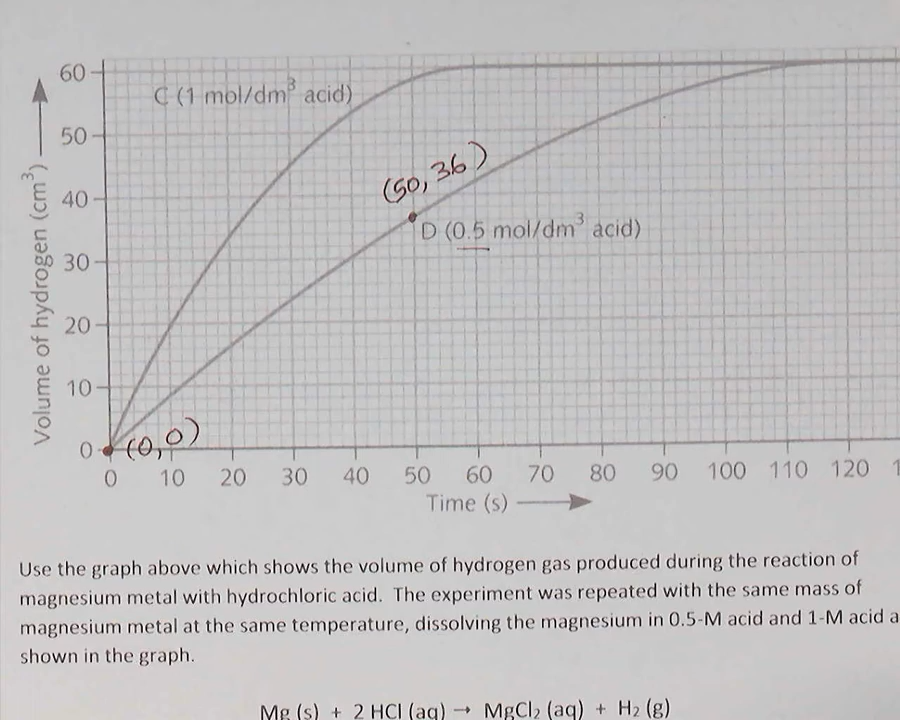 60
C (1 mol/dm³ acid)
50
(50, 36)
40
D (0.5 mol/dm³ acid)
30
20
10
(0,0)
0
Volume of hydrogen (cm³)
0 10 20 30 40 50 60 70 80 90 100 110 120 1
Time (s)
Use the graph above which shows the volume of hydrogen gas produced during the reaction of
magnesium metal with hydrochloric acid. The experiment was repeated with the same mass of
magnesium metal at the same temperature, dissolving the magnesium in 0.5-M acid and 1-M acid a
shown in the graph.
Mg (s) + 2 HCl (aq) → MgCl₂ (aq) + H₂ (g)